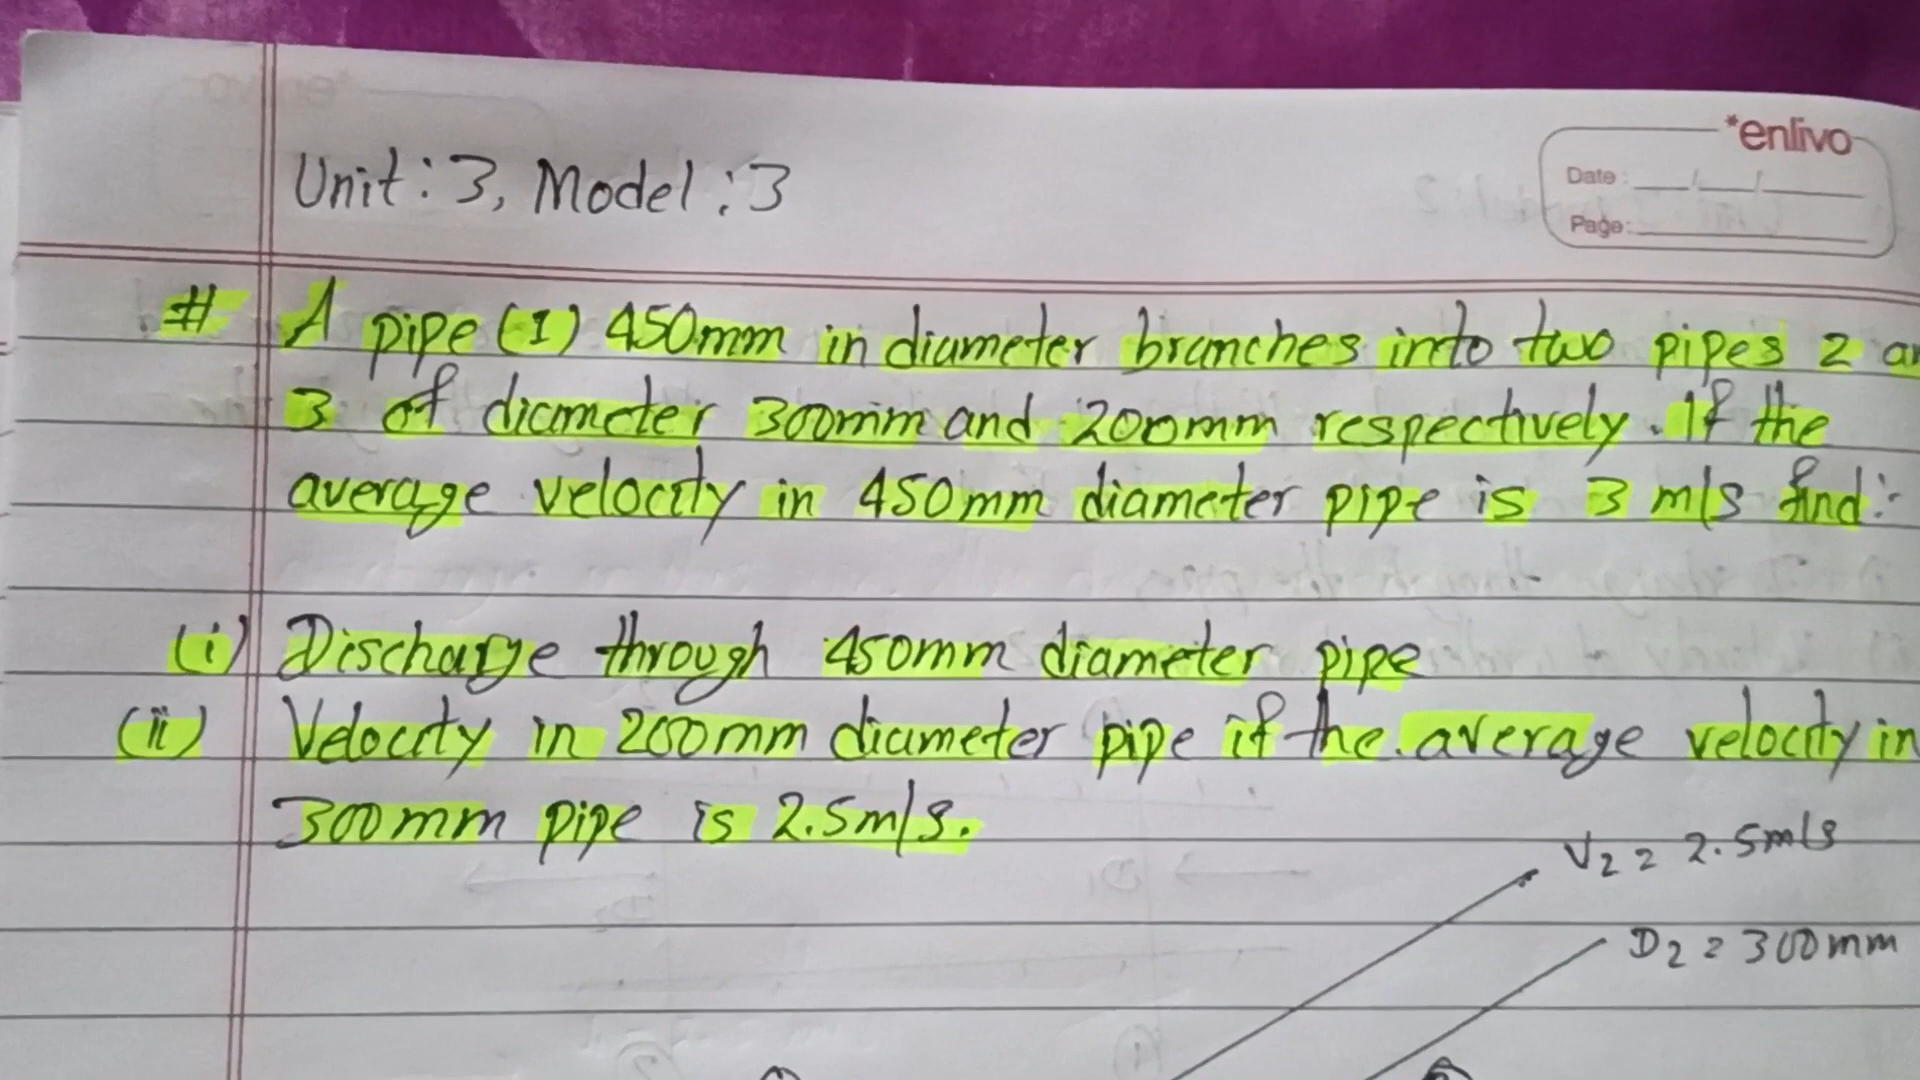 *enlivo
Date : __/__/__
Page:
Unit : 3, Model : 3
# A pipe (1) 450mm in diameter branches into two pipes 2
3 of diameter 300mm and 200mm respectively. If the
average velocity in 450mm diameter pipe is 3 m/s find:-
(i) Discharge through 450mm diameter pipe
(ii) Velocity in 200mm diameter pipe if the average velocity in
300mm pipe is 2.5m/s.
V2 = 2.5m/s
D2 = 300mm